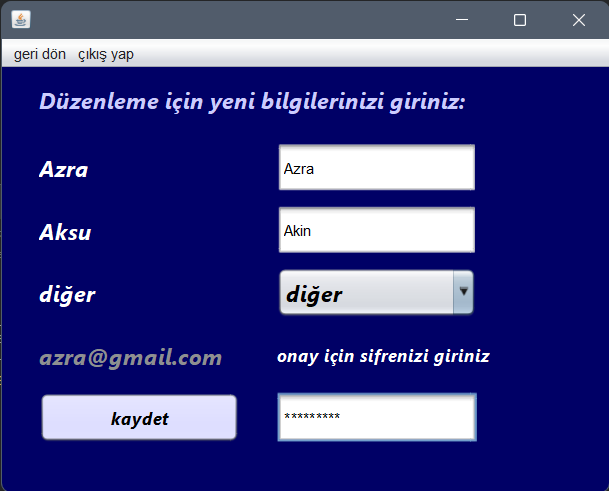 geri dön çıkış yap
Düzenleme için yeni bilgilerinizi giriniz:
Azra Azra
Aksu Akin
diğer diğer
azra@gmail.com onay için sifrenizi giriniz
kaydet *********